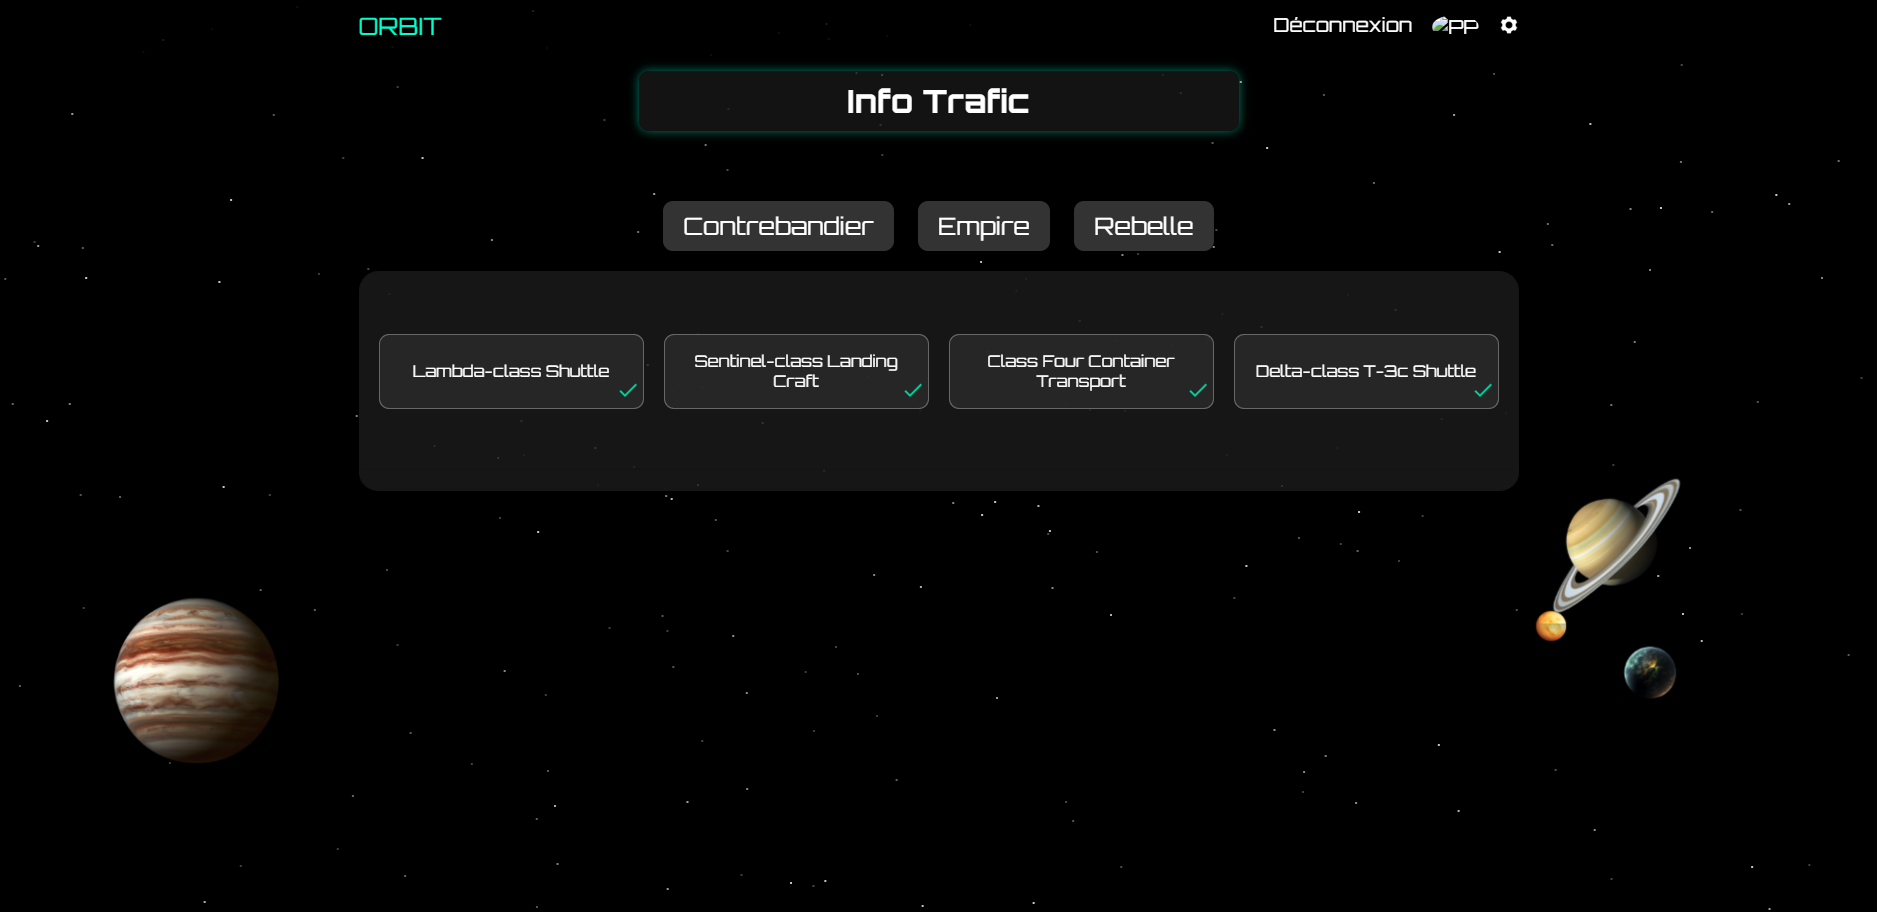 ORBIT
Déconnexion
PP
Info Trafic
Contrebandier
Empire
Rebelle
Lambda-class Shuttle
Sentinel-class Landing
Craft
Class Four Container
Transport
Delta-class T-3c Shuttle